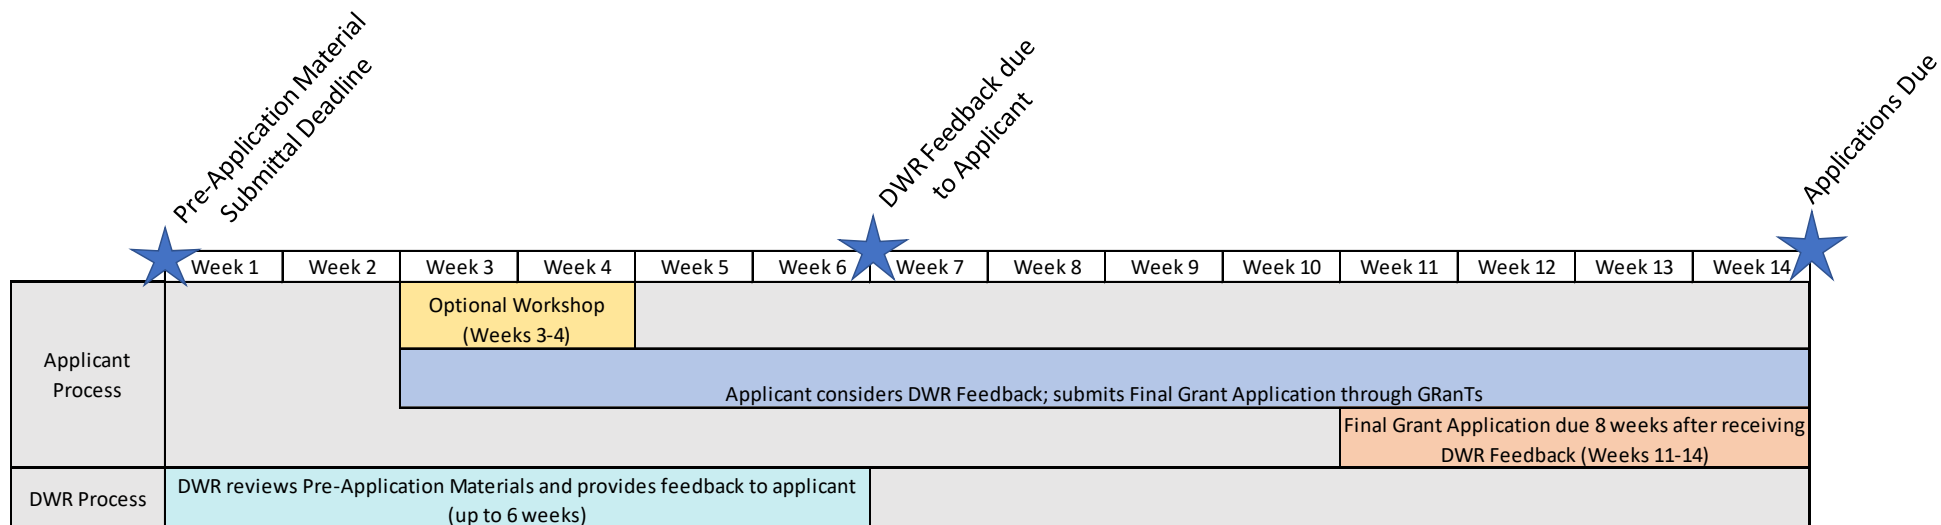 Pre-Application Material
Submittal Deadline
DWR Feedback due
to Applicant
Applications Due
Week 1
Week 2
Week 3
Week 4
Week 5
Week 6
Week 7
Week 8
Week 9
Week 10
Week 11
Week 12
Week 13
Week 14
Applicant
Process
Optional Workshop
(Weeks 3-4)
Applicant considers DWR Feedback; submits Final Grant Application through GRanTs
Final Grant Application due 8 weeks after receiving
DWR Feedback (Weeks 11-14)
DWR Process
DWR reviews Pre-Application Materials and provides feedback to applicant
(up to 6 weeks)